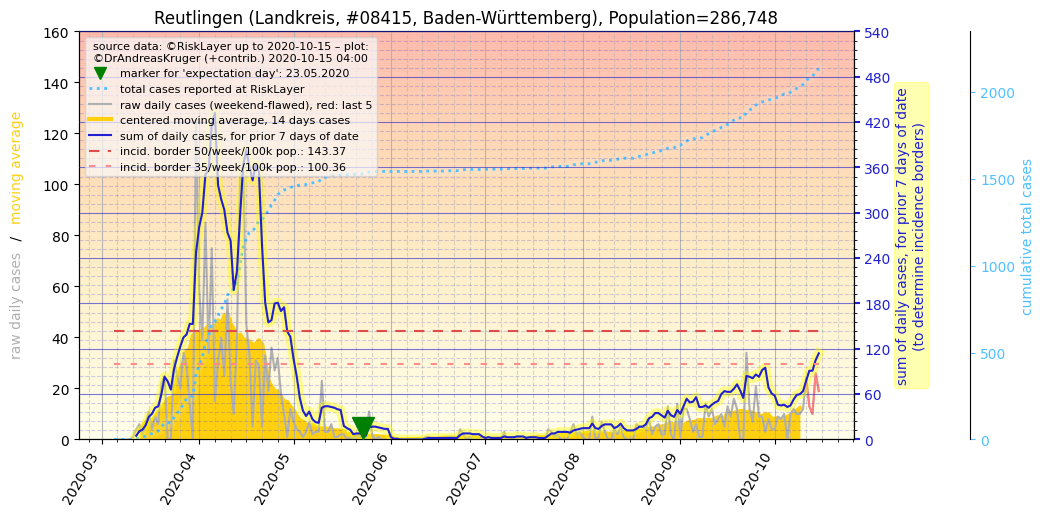 Reutlingen (Landkreis, #08415, Baden-Württemberg), Population=286,748
source data: ©RiskLayer up to 2020-10-15 – plot:
©DrAndreasKruger (+contrib.) 2020-10-15 04:00
marker for 'expectation day': 23.05.2020
total cases reported at RiskLayer
raw daily cases (weekend-flawed), red: last 5
centered moving average, 14 days cases
sum of daily cases, for prior 7 days of date
incid. border 50/week/100k pop.: 143.37
incid. border 35/week/100k pop.: 100.36
raw daily cases / moving average
160
140
120
100
80
60
40
20
0
2020-03
2020-04
2020-05
2020-06
2020-07
2020-08
2020-09
2020-10
540
480
420
360
300
240
180
120
60
0
sum of daily cases, for prior 7 days of date
(to determine incidence borders)
2000
1500
1000
500
0
cumulative total cases